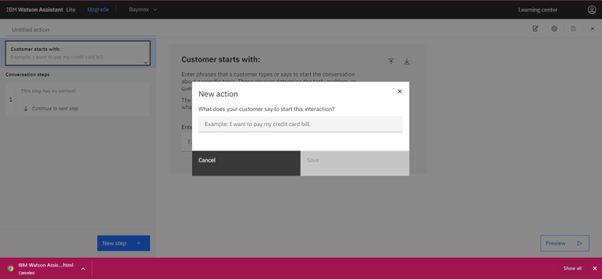 IBM Watson Assistant Lite Upgrade Baymax Learning center
Untitled action
Customer starts with:
Example: I want to pay my credit card bill.
Conversation steps
1 This step has no content
Continue to next step
New step +
Customer starts with:
Enter phrases that a customer types or says to start the conversation
The
Ente
New action
What does your customer say to start this interaction?
Example: I want to pay my credit card bill.
Cancel Save
Preview
IBM Watson Assis....html
Canceled
Show all